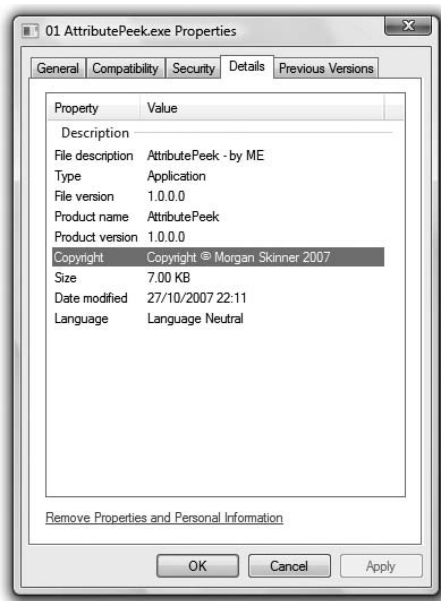 01 AttributePeek.exe Properties
General Compatibility Security Details Previous Versions
Property Value
Description
File description AttributePeek - by ME
Type Application
File version 1.0.0.0
Product name AttributePeek
Product version 1.0.0.0
Copyright Copyright © Morgan Skinner 2007
Size 7.00 KB
Date modified 27/10/2007 22:11
Language Language Neutral
Remove Properties and Personal Information
OK Cancel Apply